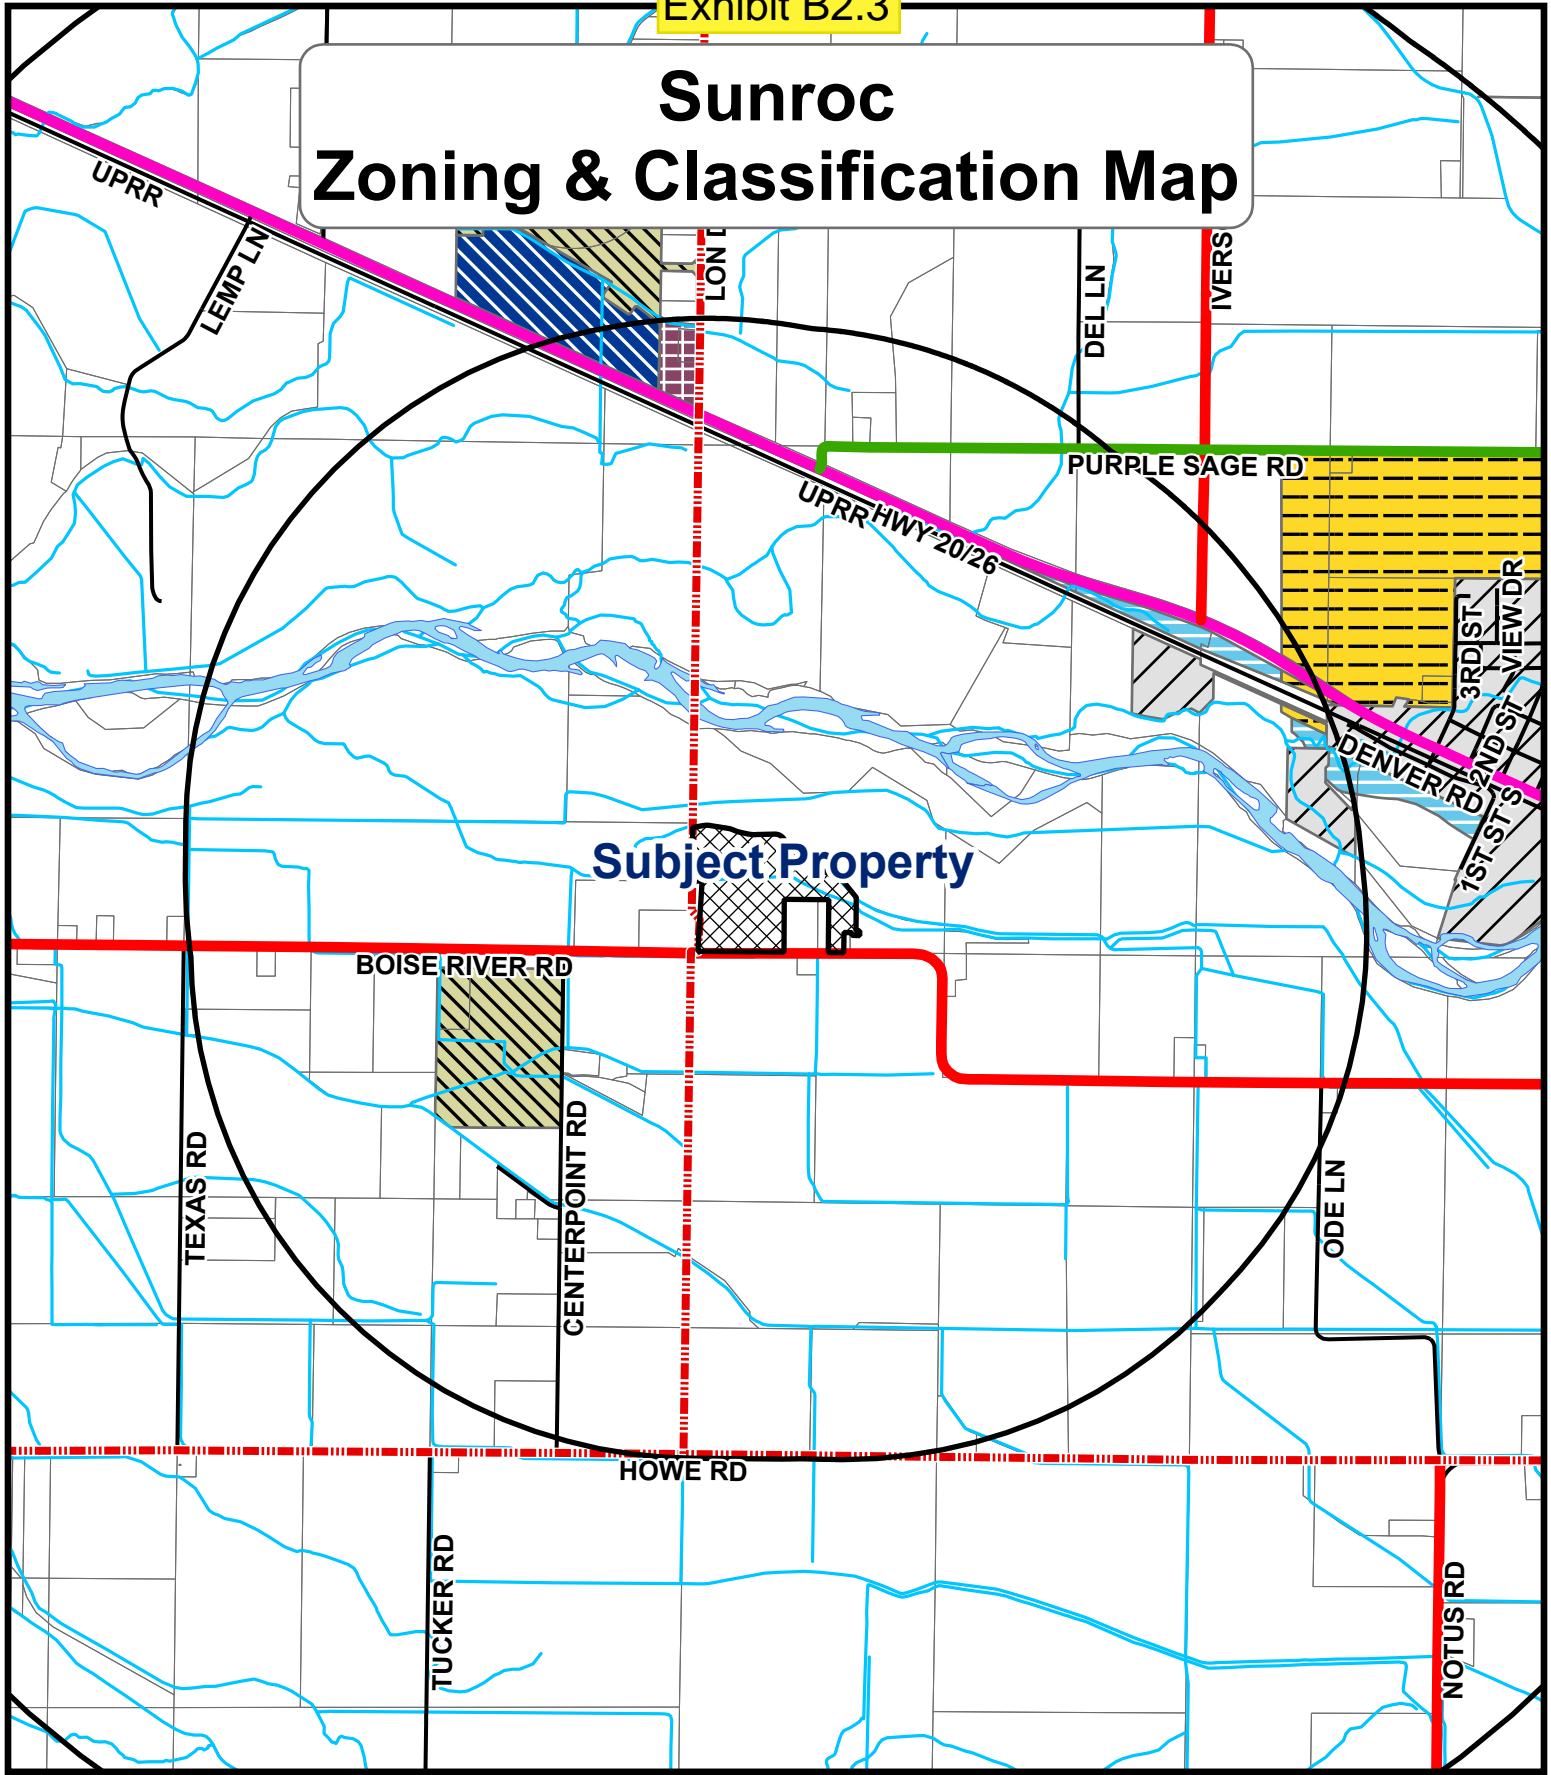 Exhibit B2.3
Sunroc
Zoning & Classification Map
UPRR
LEMP LN
LON D
DEL LN
IVERS
PURPLE SAGE RD
UPRR
HWY 20/26
3RD ST
VIEW DR
2ND ST
DENVER RD
1ST ST S
Subject Property
BOISE RIVER RD
TEXAS RD
CENTERPOINT RD
ODE LN
HOWE RD
TUCKER RD
NOTUS RD